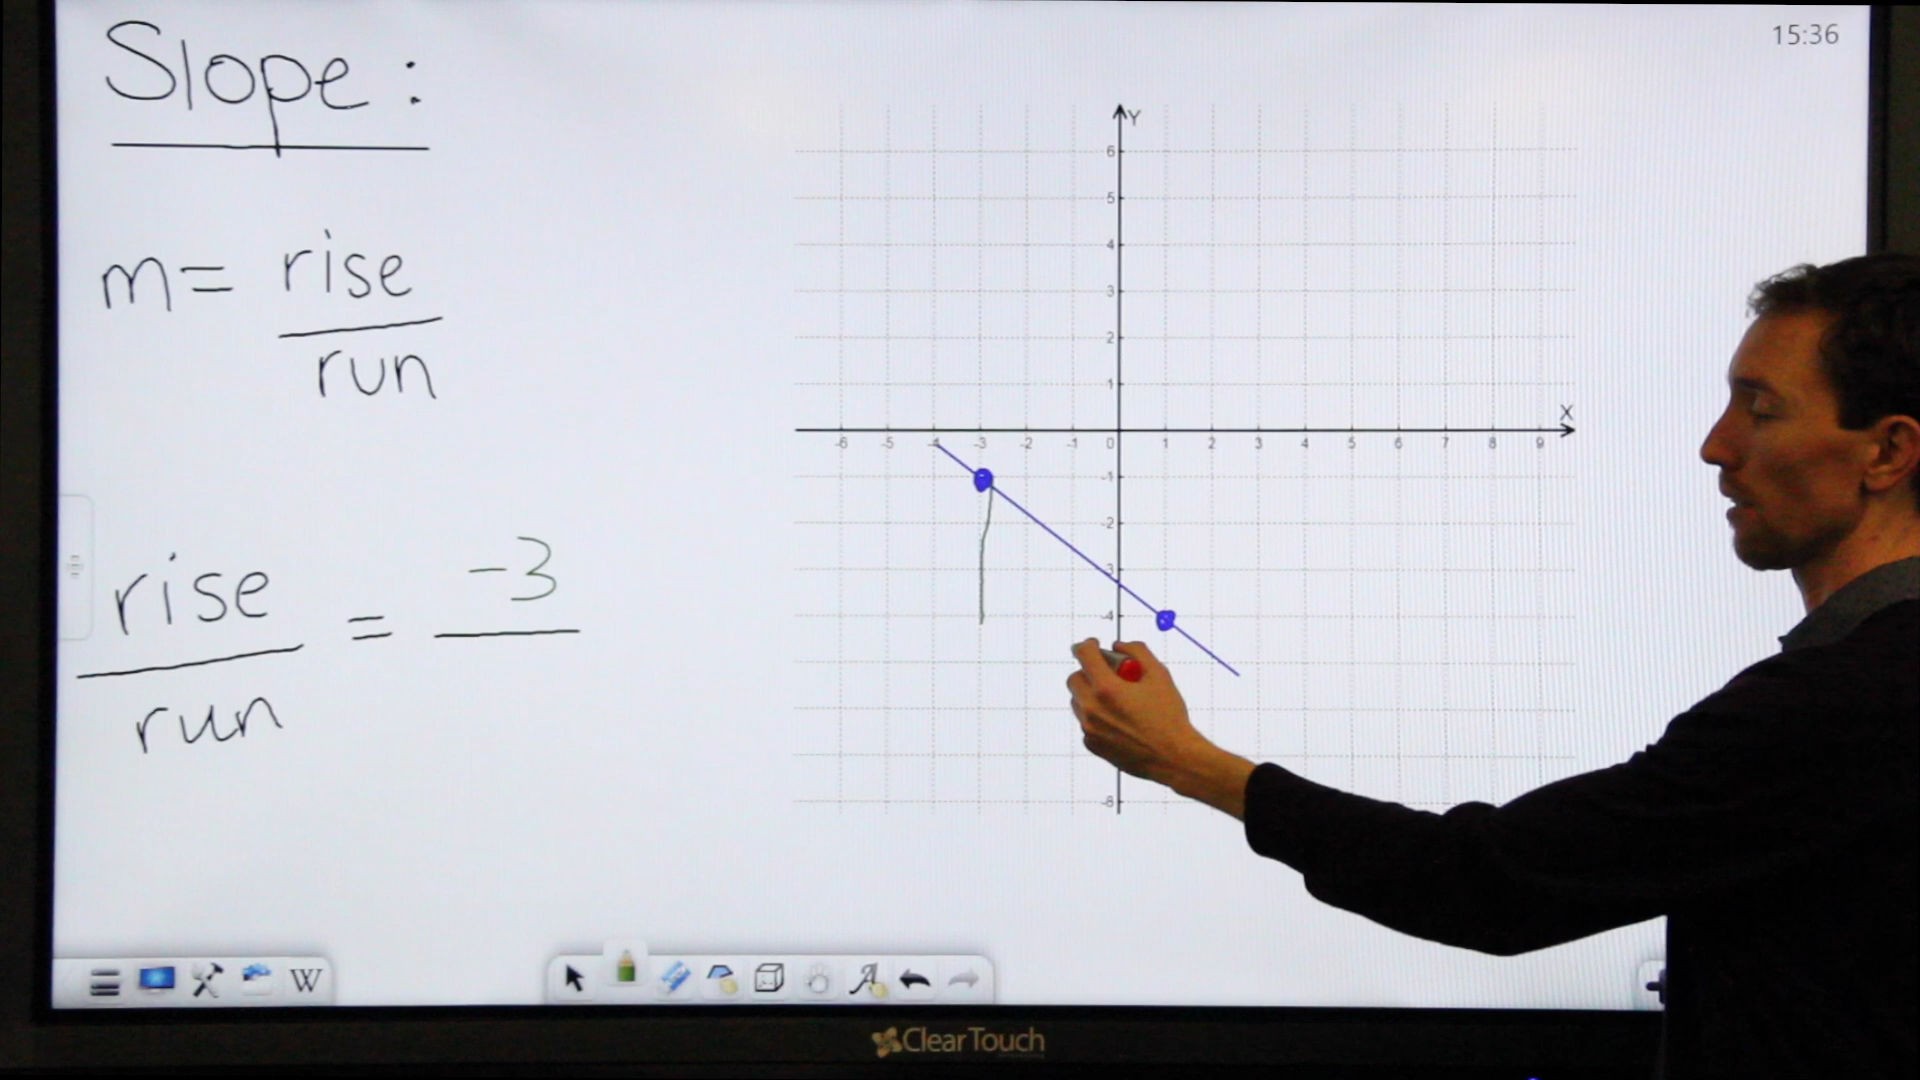 Slope:
15:36
m = rise
run
Y
6
5
4
3
2
1
X
-6 -5 -4 -3 -2 -1 0 1 2 3 4 5 6 7 8 9
-1
-2
-3
-4
-8
rise = -3
run
W
ClearTouch